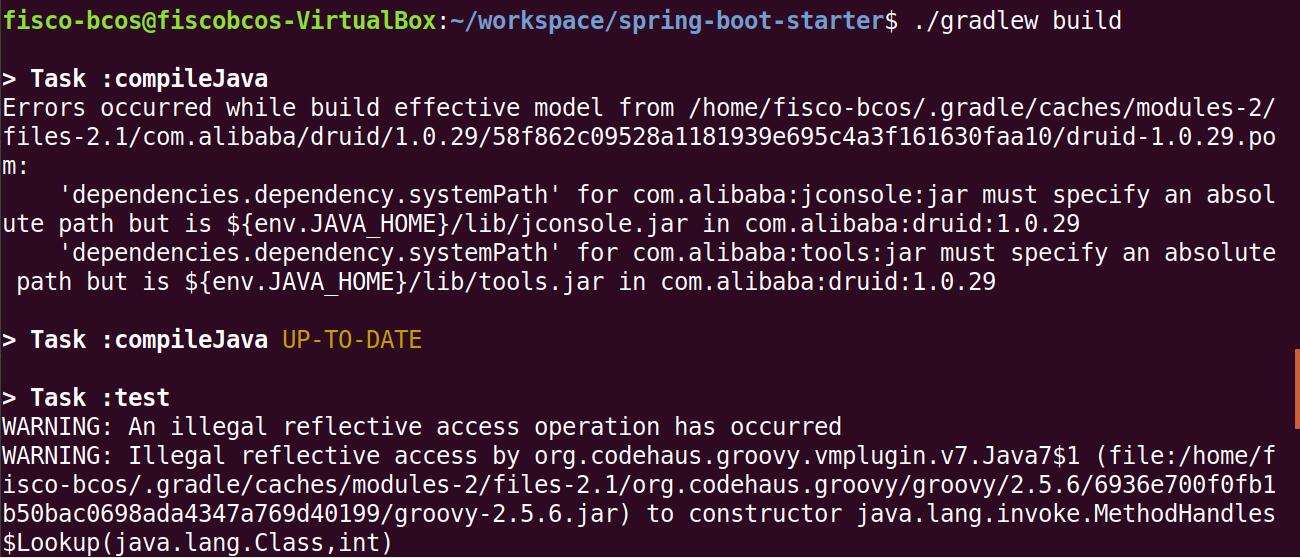 fisco-bcos@fiscobcos-VirtualBox:~/workspace/spring-boot-starter$ ./gradlew build
> Task :compileJava
Errors occurred while build effective model from /home/fisco-bcos/.gradle/caches/modules-2/
files-2.1/com.alibaba/druid/1.0.29/58f862c09528a1181939e695c4a3f161630faa10/druid-1.0.29.po
m:
    'dependencies.dependency.systemPath' for com.alibaba:jconsole:jar must specify an absol
ute path but is ${env.JAVA_HOME}/lib/jconsole.jar in com.alibaba:druid:1.0.29
    'dependencies.dependency.systemPath' for com.alibaba:tools:jar must specify an absolute
 path but is ${env.JAVA_HOME}/lib/tools.jar in com.alibaba:druid:1.0.29
> Task :compileJava UP-TO-DATE
> Task :test
WARNING: An illegal reflective access operation has occurred
WARNING: Illegal reflective access by org.codehaus.groovy.vmplugin.v7.Java7$1 (file:/home/f
isco-bcos/.gradle/caches/modules-2/files-2.1/org.codehaus.groovy/groovy/2.5.6/6936e700f0fb1
b50bac0698ada4347a769d40199/groovy-2.5.6.jar) to constructor java.lang.invoke.MethodHandles
$Lookup(java.lang.Class,int)